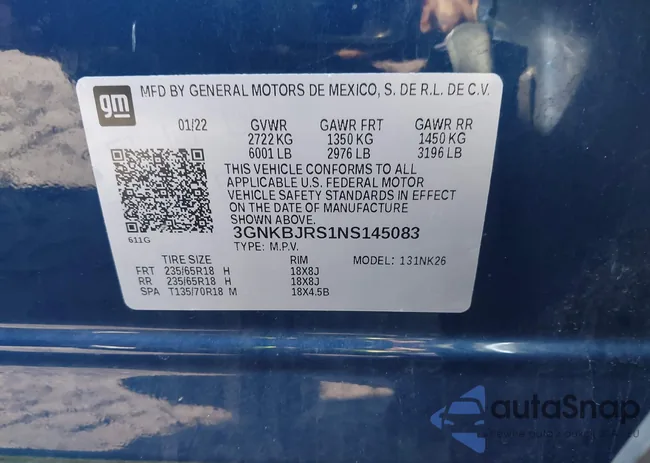 gm
MFD BY GENERAL MOTORS DE MEXICO, S. DE R.L. DE C.V.
01/22 GVWR GAWR FRT GAWR RR
2722 KG 1350 KG 1450 KG
6001 LB 2976 LB 3196 LB
THIS VEHICLE CONFORMS TO ALL
APPLICABLE U.S. FEDERAL MOTOR
VEHICLE SAFETY STANDARDS IN EFFECT
ON THE DATE OF MANUFACTURE
SHOWN ABOVE.
611G
3GNKBJRS1NS145083
TYPE: M.P.V.
TIRE SIZE RIM MODEL: 131NK26
FRT 235/65R18 H 18X8J
RR 235/65R18 H 18X8J
SPA T135/70R18 M 18X4.5B
autaSnap